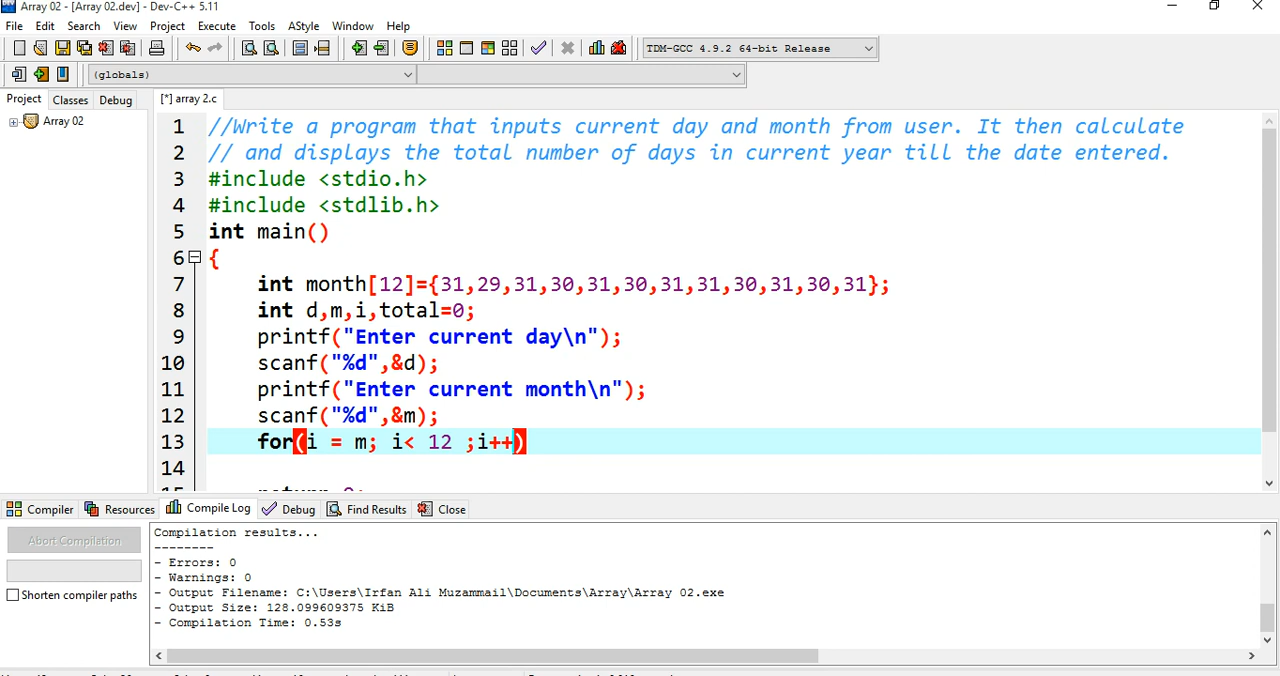 Array 02 - [Array 02.dev] - Dev-C++ 5.11
File Edit Search View Project Execute Tools AStyle Window Help
TDM-GCC 4.9.2 64-bit Release
(globals)
Project Classes Debug [*] array 2.c
Array 02
1 //Write a program that inputs current day and month from user. It then calculate
2 // and displays the total number of days in current year till the date entered.
3 #include <stdio.h>
4 #include <stdlib.h>
5 int main()
6 {
7 int month[12]={31,29,31,30,31,30,31,31,30,31,30,31};
8 int d,m,i,total=0;
9 printf("Enter current day\n");
10 scanf("%d",&d);
11 printf("Enter current month\n");
12 scanf("%d",&m);
13 for(i = m; i< 12 ;i++)
14
Compiler Resources Compile Log Debug Find Results Close
Abort Compilation
Shorten compiler paths
Compilation results...
--------
- Errors: 0
- Warnings: 0
- Output Filename: C:\Users\Irfan Ali Muzammail\Documents\Array\Array 02.exe
- Output Size: 128.099609375 KiB
- Compilation Time: 0.53s